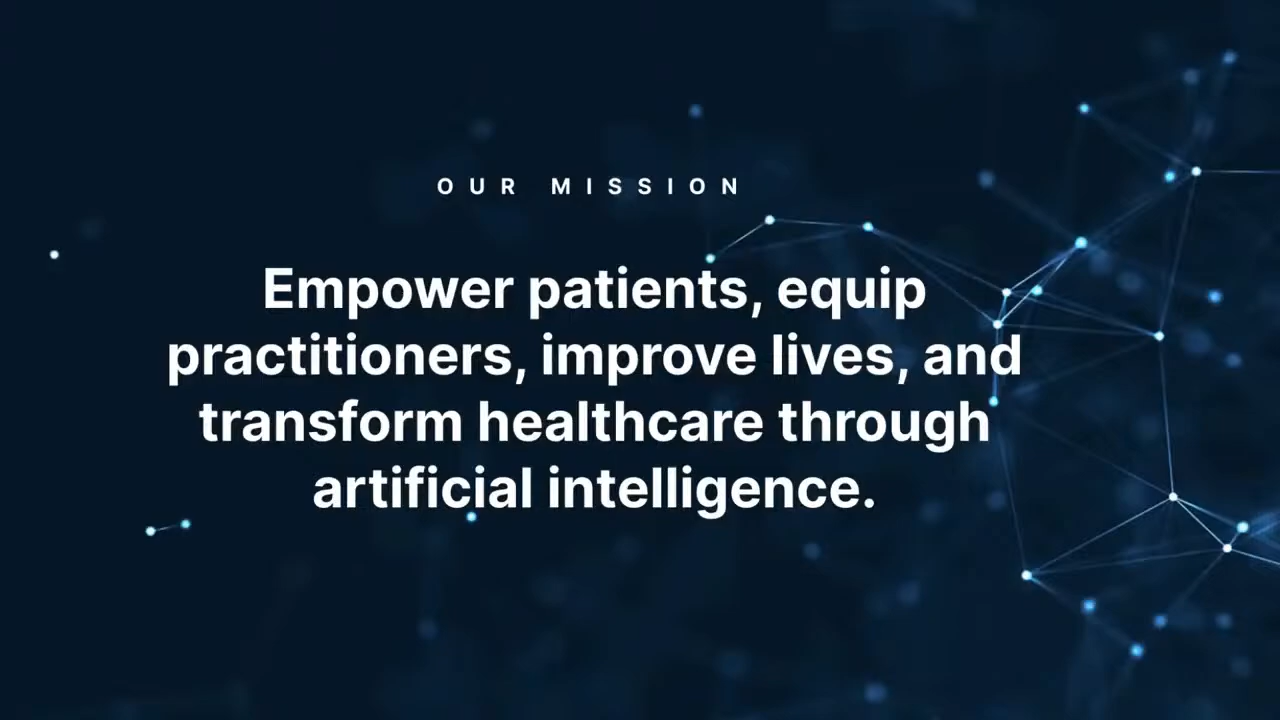 OUR MISSION
Empower patients, equip
practitioners, improve lives, and
transform healthcare through
artificial intelligence.